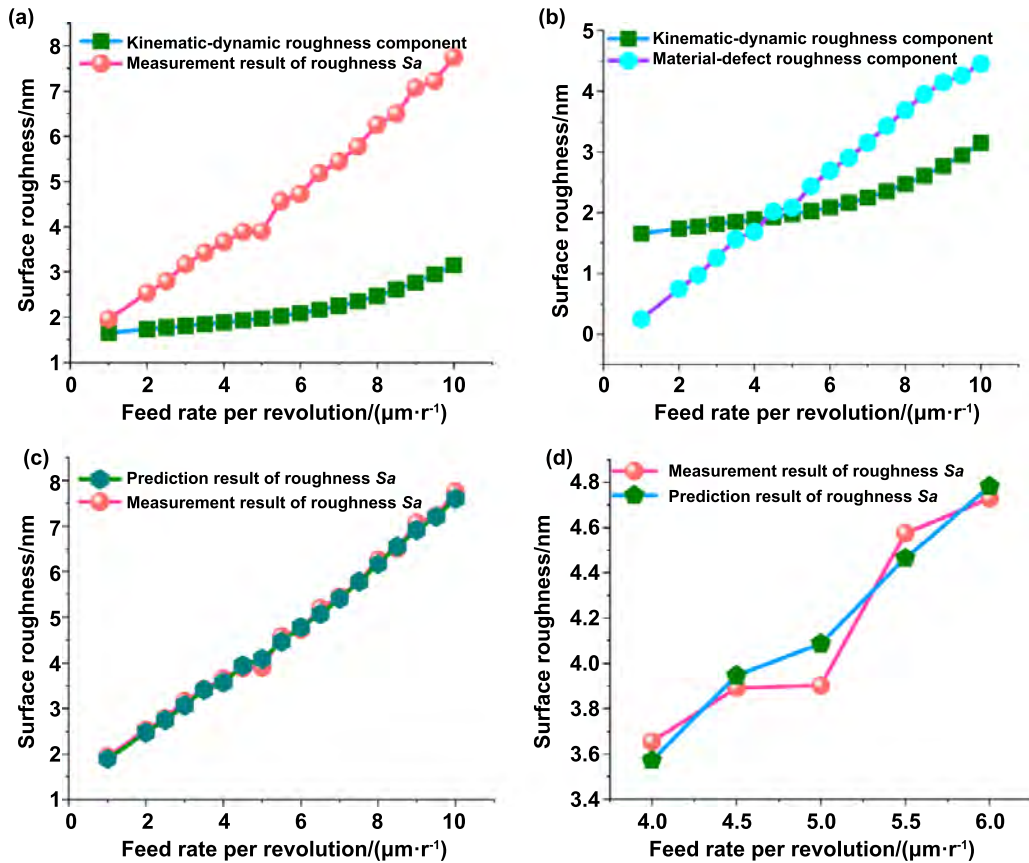 (a)
Kinematic-dynamic roughness component
Measurement result of roughness Sa
Surface roughness/nm
8
7
6
5
4
3
2
1
0 2 4 6 8 10
Feed rate per revolution/(μm·r⁻¹)
(b)
Kinematic-dynamic roughness component
Material-defect roughness component
Surface roughness/nm
5
4
3
2
1
0
0 2 4 6 8 10
Feed rate per revolution/(μm·r⁻¹)
(c)
Prediction result of roughness Sa
Measurement result of roughness Sa
Surface roughness/nm
8
7
6
5
4
3
2
1
0 2 4 6 8 10
Feed rate per revolution/(μm·r⁻¹)
(d)
Measurement result of roughness Sa
Prediction result of roughness Sa
Surface roughness/nm
4.8
4.6
4.4
4.2
4.0
3.8
3.6
3.4
4.0 4.5 5.0 5.5 6.0
Feed rate per revolution/(μm·r⁻¹)